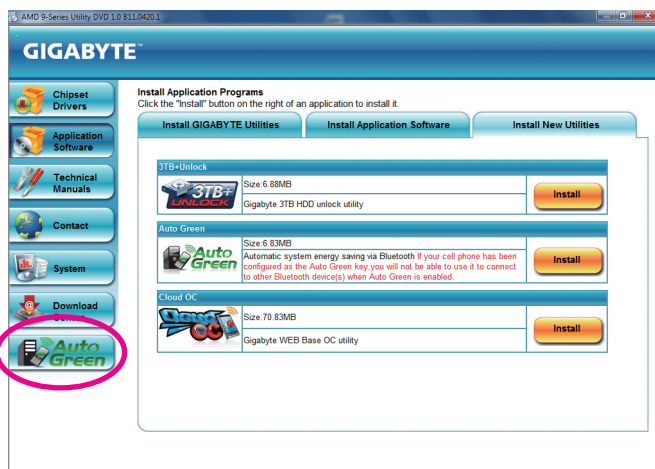 AMD 9-Series Utility DVD 1.0 B11.0420.1
GIGABYTE™
Chipset
Drivers
Application
Software
Technical
Manuals
Contact
System
Download
Auto
Green
Install Application Programs
Click the "Install" button on the right of an application to install it.
Install GIGABYTE Utilities
Install Application Software
Install New Utilities
3TB+Unlock
3TB+
UNLOCK
Size:6.88MB
Gigabyte 3TB HDD unlock utility
Install
Auto Green
Auto
Green
Size:6.83MB
Automatic system energy saving via Bluetooth If your cell phone has been
configured as the Auto Green key,you will not be able to use it to connect
to other Bluetooth device(s) when Auto Green is enabled.
Install
Cloud OC
Cloud
OC
Size:70.83MB
Gigabyte WEB Base OC utility
Install